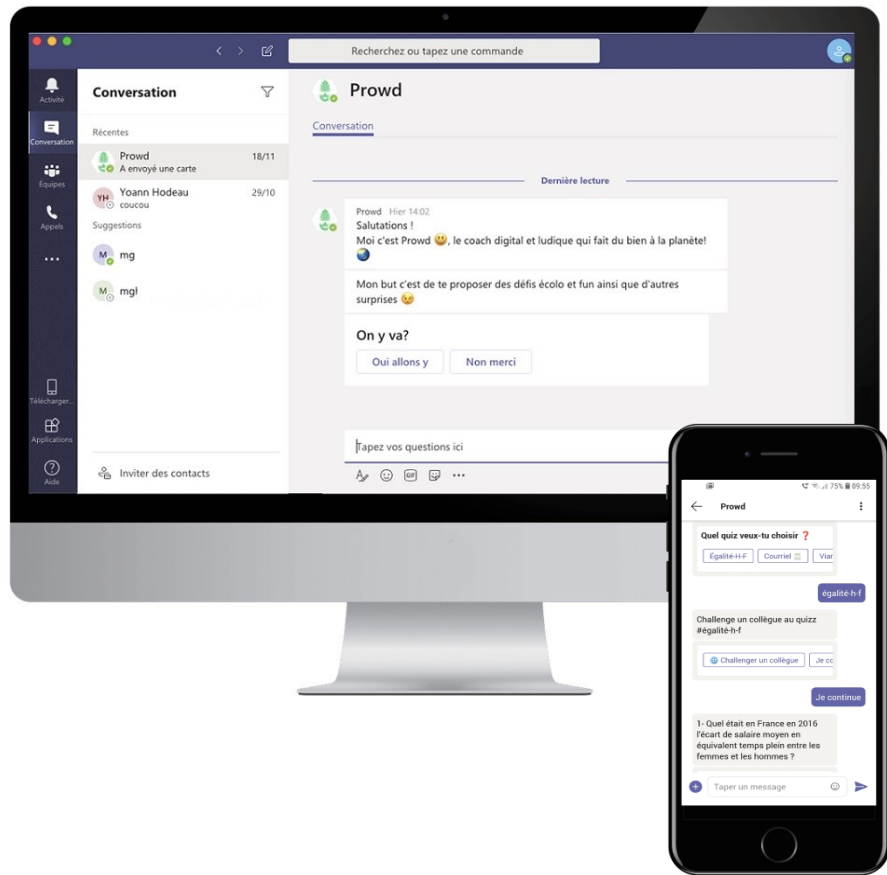 Recherchez ou tapez une commande
Activité
Conversation
Équipes
Appels
Télécharger...
Applications
Aide
Conversation
Récentes
Prowd 18/11
A envoyé une carte
YH Yoann Hodeau 29/10
coucou
Suggestions
M mg
M mgl
Inviter des contacts
Prowd
Conversation
Dernière lecture
Prowd Hier 14:02
Salutations !
Moi c'est Prowd 😃, le coach digital et ludique qui fait du bien à la planète!
🌏
Mon but c'est de te proposer des défis écolo et fun ainsi que d'autres
surprises 😉
On y va?
Oui allons y Non merci
Tapez vos questions ici
GIF
75% 09:55
Prowd
Quel quiz veux-tu choisir ❓
Égalité-H-F Courriel Viar
égalité-h-f
Challenge un collègue au quizz
#égalité-h-f
🌐 Challenger un collègue Je co
Je continue
1- Quel était en France en 2016
l'écart de salaire moyen en
équivalent temps plein entre les
femmes et les hommes ?
Taper un message